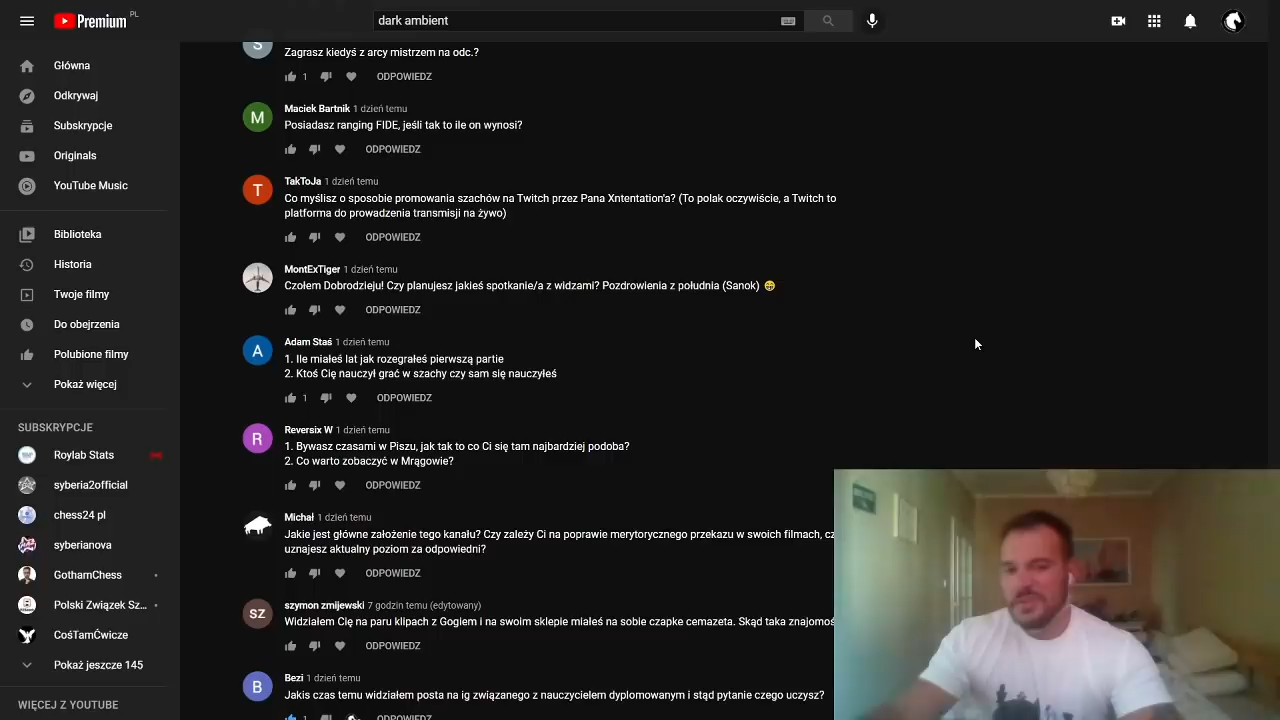 Premium PL
dark ambient
Główna
Odkrywaj
Subskrypcje
Originals
YouTube Music
Biblioteka
Historia
Twoje filmy
Do obejrzenia
Polubione filmy
Pokaż więcej
SUBSKRYPCJE
Roylab Stats
syberia2official
chess24 pl
syberianova
GothamChess
Polski Związek Sz...
CośTamĆwicze
Pokaż jeszcze 145
WIĘCEJ Z YOUTUBE
S
Zagrasz kiedyś z arcy mistrzem na odc.?
1 ODPOWIEDZ
M
Maciek Bartnik 1 dzień temu
Posiadasz ranging FIDE, jeśli tak to ile on wynosi?
ODPOWIEDZ
T
TakToJa 1 dzień temu
Co myślisz o sposobie promowania szachów na Twitch przez Pana Xntentation'a? (To polak oczywiście, a Twitch to
platforma do prowadzenia transmisji na żywo)
ODPOWIEDZ
MontExTiger 1 dzień temu
Czołem Dobrodzieju! Czy planujesz jakieś spotkanie/a z widzami? Pozdrowienia z południa (Sanok) 😁
ODPOWIEDZ
A
Adam Staś 1 dzień temu
1. Ile miałeś lat jak rozegrałeś pierwszą partie
2. Ktoś Cię nauczył grać w szachy czy sam się nauczyłeś
1 ODPOWIEDZ
R
Reversix W 1 dzień temu
1. Bywasz czasami w Piszu, jak tak to co Ci się tam najbardziej podoba?
2. Co warto zobaczyć w Mrągowie?
ODPOWIEDZ
Michał 1 dzień temu
Jakie jest główne założenie tego kanału? Czy zależy Ci na poprawie merytorycznego przekazu w swoich filmach, cz
uznajesz aktualny poziom za odpowiedni?
ODPOWIEDZ
SZ
szymon zmijewski 7 godzin temu (edytowany)
Widziałem Cię na paru klipach z Gogiem i na swoim sklepie miałeś na sobie czapke cemazeta. Skąd taka znajomoś
ODPOWIEDZ
B
Bezi 1 dzień temu
Jakis czas temu widziałem posta na ig związanego z nauczycielem dyplomowanym i stąd pytanie czego uczysz?
1 ODPOWIEDZ